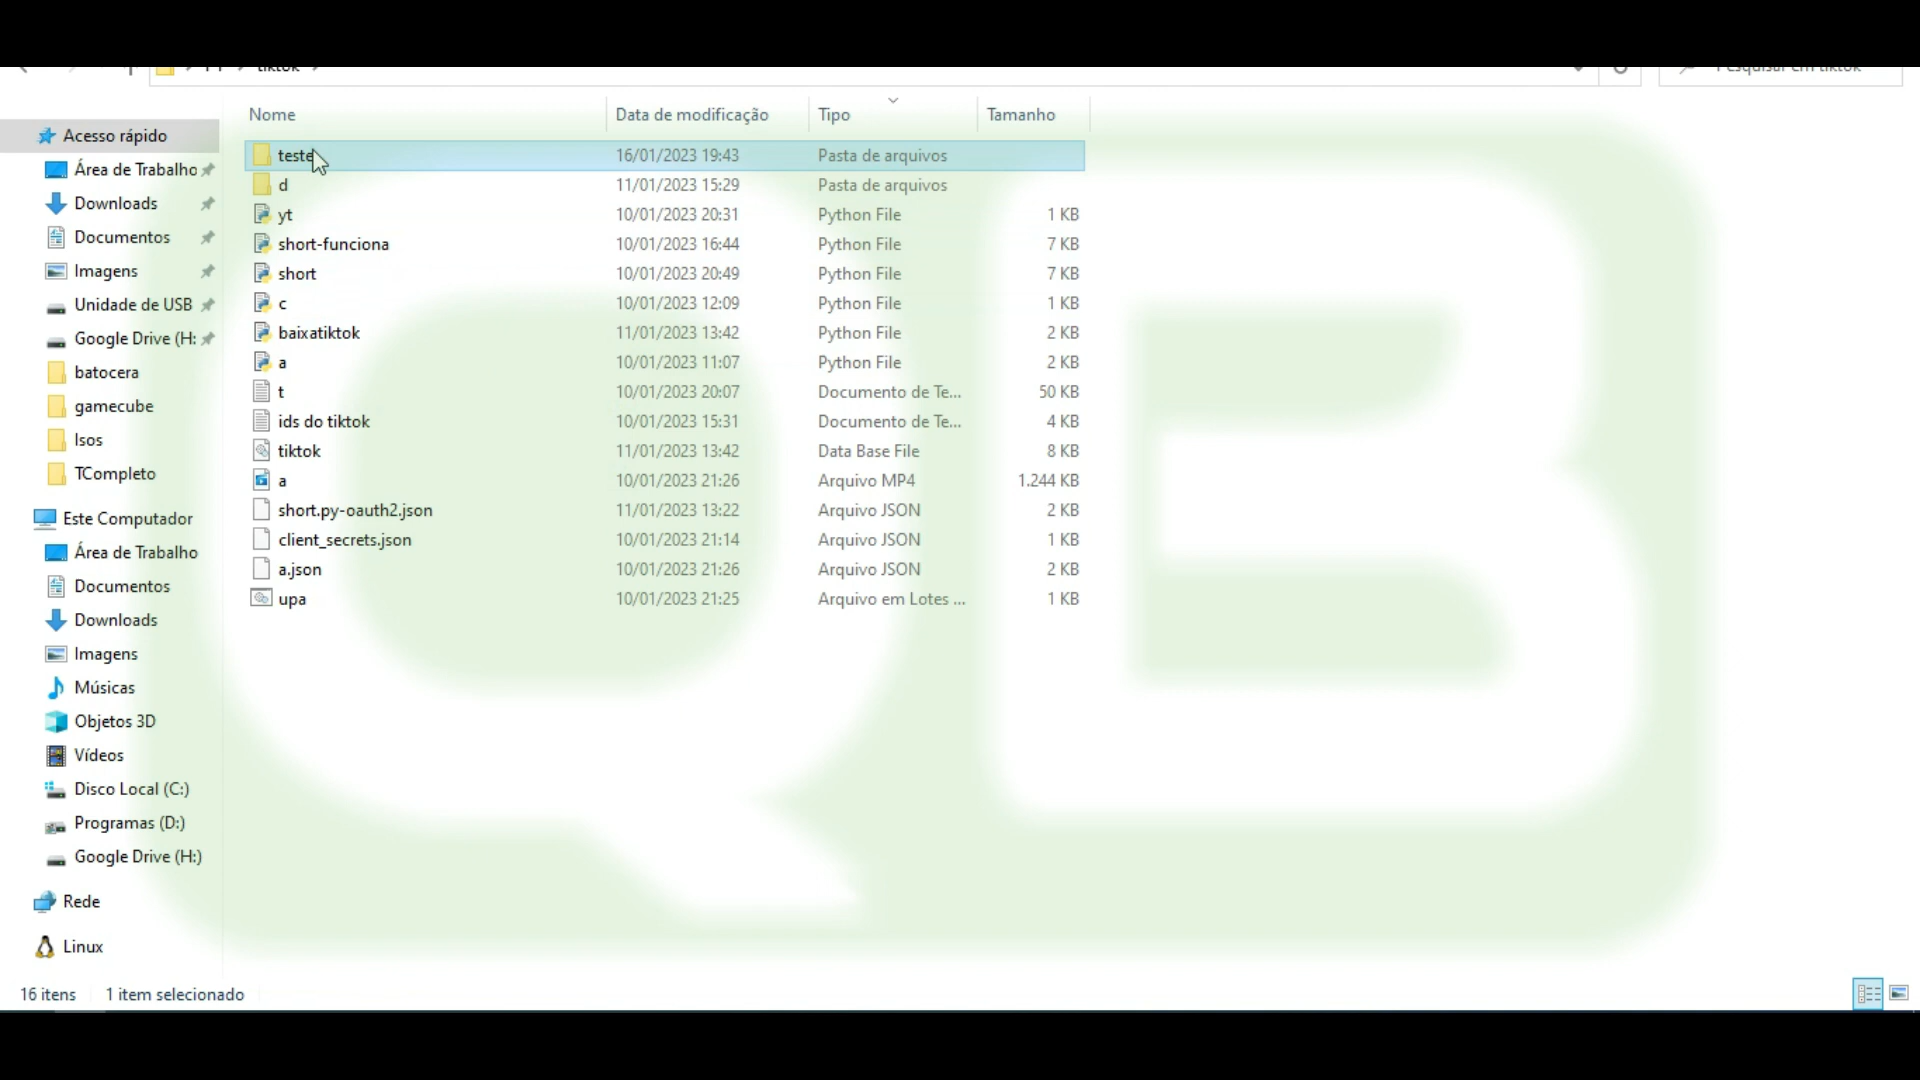 tiktok
Pesquisar em tiktok
Nome Data de modificação Tipo Tamanho
Acesso rápido
Área de Trabalho
Downloads
Documentos
Imagens
Unidade de USB
Google Drive (H:
batocera
gamecube
Isos
TCompleto
Este Computador
Área de Trabalho
Documentos
Downloads
Imagens
Músicas
Objetos 3D
Vídeos
Disco Local (C:)
Programas (D:)
Google Drive (H:)
Rede
Linux
teste 16/01/2023 19:43 Pasta de arquivos
d 11/01/2023 15:29 Pasta de arquivos
yt 10/01/2023 20:31 Python File 1 KB
short-funciona 10/01/2023 16:44 Python File 7 KB
short 10/01/2023 20:49 Python File 7 KB
c 10/01/2023 12:09 Python File 1 KB
baixatiktok 11/01/2023 13:42 Python File 2 KB
a 10/01/2023 11:07 Python File 2 KB
t 10/01/2023 20:07 Documento de Te... 50 KB
ids do tiktok 10/01/2023 15:31 Documento de Te... 4 KB
tiktok 11/01/2023 13:42 Data Base File 8 KB
a 10/01/2023 21:26 Arquivo MP4 1.244 KB
short.py-oauth2.json 11/01/2023 13:22 Arquivo JSON 2 KB
client_secrets.json 10/01/2023 21:14 Arquivo JSON 1 KB
a.json 10/01/2023 21:26 Arquivo JSON 2 KB
upa 10/01/2023 21:25 Arquivo em Lotes ... 1 KB
QB
16 itens 1 item selecionado